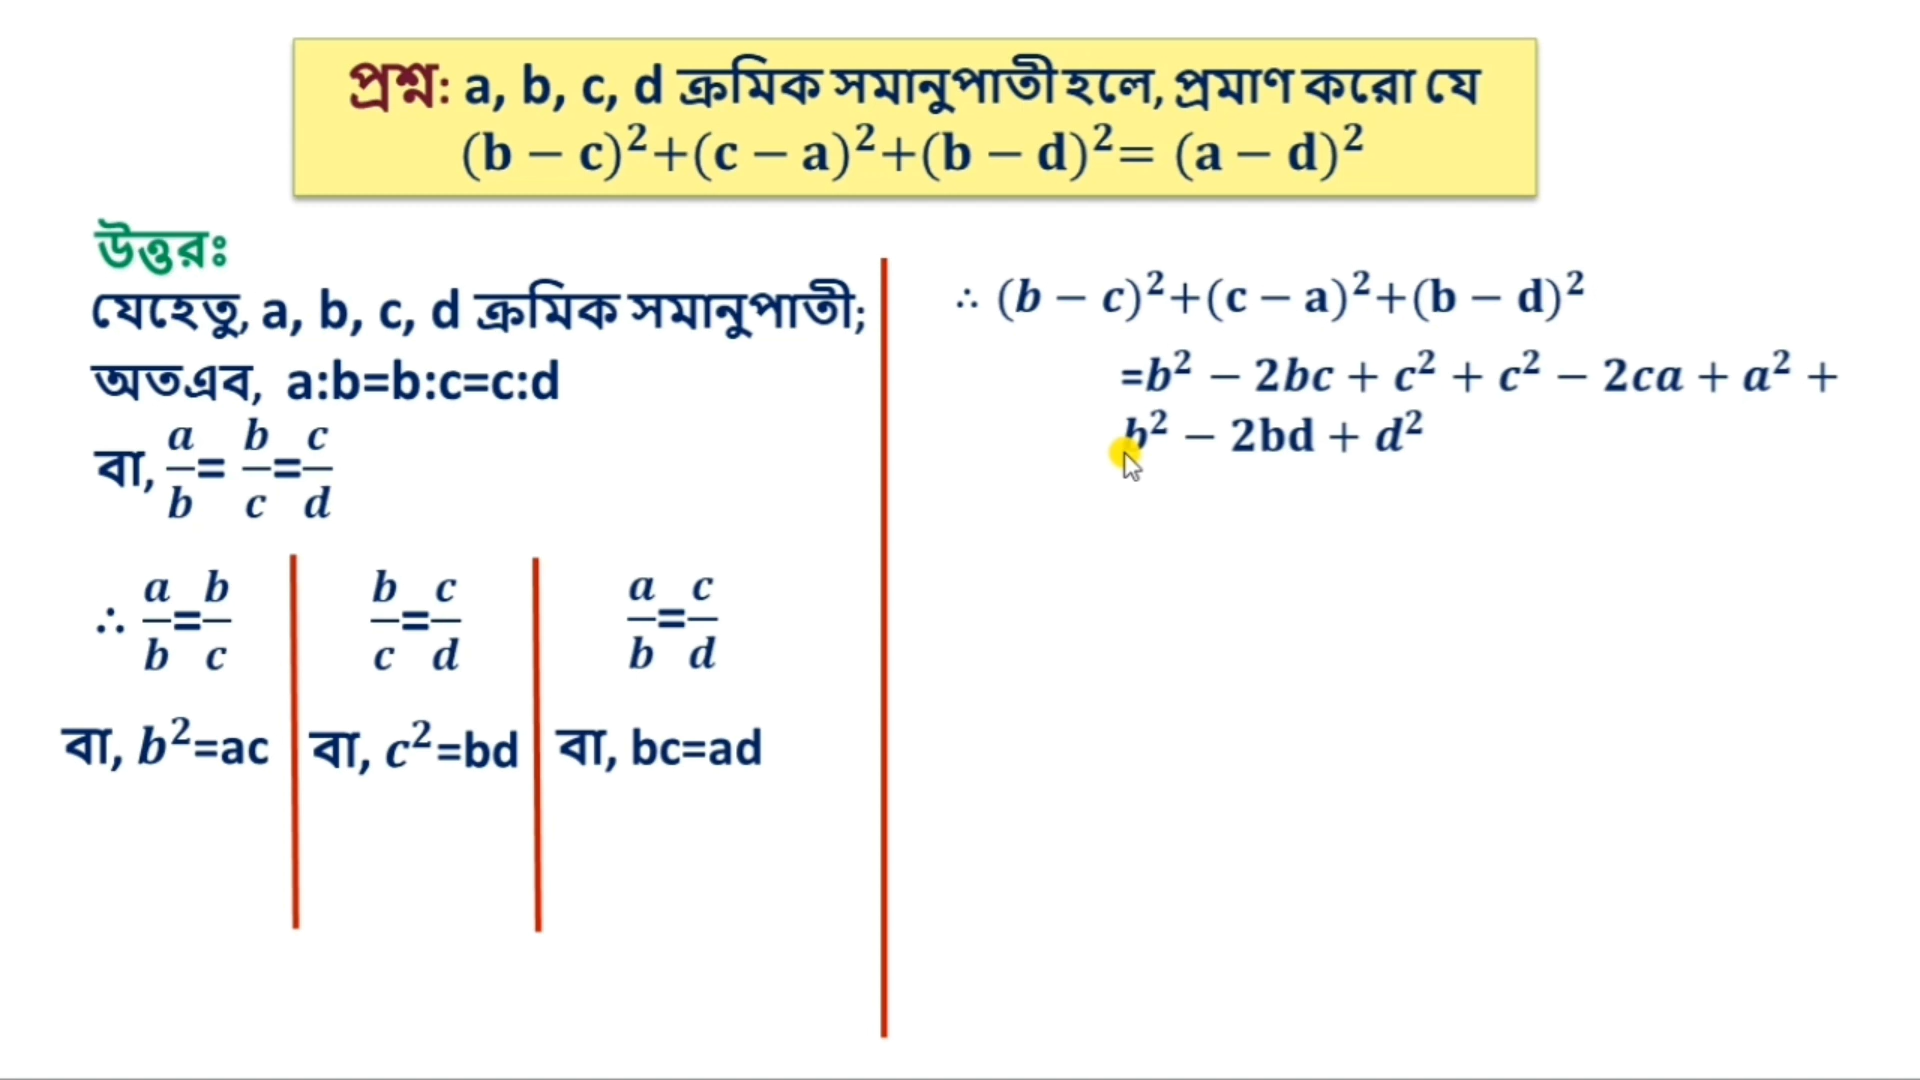 প্রশ্ন: a, b, c, d ক্রমিক সমানুপাতী হলে, প্রমাণ করো যে
(b − c)²+(c − a)²+(b − d)²= (a − d)²
উত্তরঃ
যেহেতু, a, b, c, d ক্রমিক সমানুপাতী;
অতএব, a:b=b:c=c:d
বা, a/b = b/c = c/d
∴ a/b = b/c
বা, b²=ac
b/c = c/d
বা, c²=bd
a/b = c/d
বা, bc=ad
∴ (b − c)²+(c − a)²+(b − d)²
=b² − 2bc + c² + c² − 2ca + a² +
b² − 2bd + d²